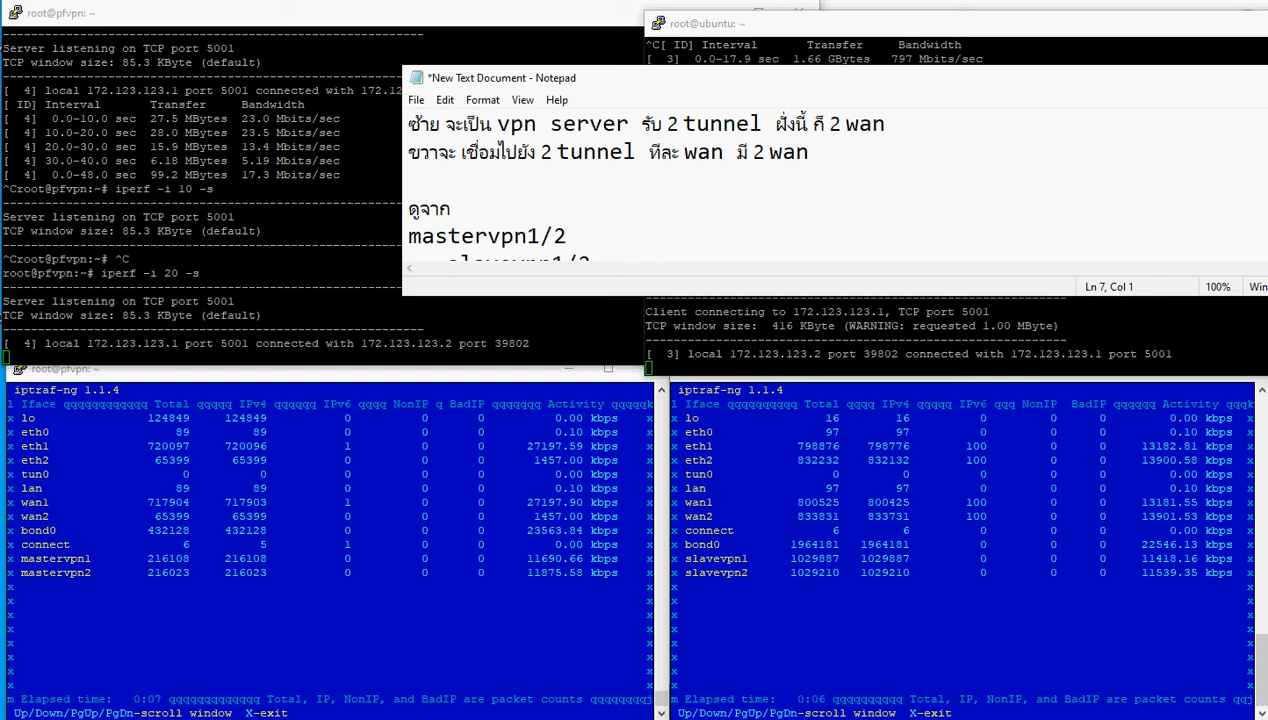 root@pfvpn: ~
Server listening on TCP port 5001
TCP window size: 85.3 KByte (default)
[  4] local 172.123.123.1 port 5001 connected with 172.12
[ ID] Interval       Transfer     Bandwidth
[  4]  0.0-10.0 sec  27.5 MBytes  23.0 Mbits/sec
[  4] 10.0-20.0 sec  28.0 MBytes  23.5 Mbits/sec
[  4] 20.0-30.0 sec  15.9 MBytes  13.4 Mbits/sec
[  4] 30.0-40.0 sec  6.18 MBytes  5.19 Mbits/sec
[  4]  0.0-48.0 sec  99.2 MBytes  17.3 Mbits/sec
^Croot@pfvpn:~# iperf -i 10 -s
Server listening on TCP port 5001
TCP window size: 85.3 KByte (default)
^Croot@pfvpn:~# ^C
root@pfvpn:~# iperf -i 20 -s
Server listening on TCP port 5001
TCP window size: 85.3 KByte (default)
[  4] local 172.123.123.1 port 5001 connected with 172.123.123.2 port 39802
root@ubuntu: ~
^C[ ID] Interval       Transfer     Bandwidth
[  3]  0.0-17.9 sec  1.66 GBytes   797 Mbits/sec
*New Text Document - Notepad
File Edit Format View Help
ซ้าย จะเป็น vpn server รับ 2 tunnel ฝั่งนี้ ก็ 2 wan
ขวาจะ เชื่อมไปยัง 2 tunnel ทีละ wan มี 2 wan
ดูจาก
mastervpn1/2
slavevpn1/2
Ln 7, Col 1 100% Win
Client connecting to 172.123.123.1, TCP port 5001
TCP window size:  416 KByte (WARNING: requested 1.00 MByte)
[  3] local 172.123.123.2 port 39802 connected with 172.123.123.1 port 5001
root@pfvpn: ~
iptraf-ng 1.1.4
l Iface qqqqqqqqqqqq Total qqqqq IPv4 qqqqqq IPv6 qqqq NonIP q BadIP qqqqqqq Activity qqqqk
x lo 124849 124849 0 0 0 0.00 kbps x
x eth0 89 89 0 0 0 0.10 kbps x
x eth1 720097 720096 1 0 0 27197.59 kbps x
x eth2 65399 65399 0 0 0 1457.00 kbps x
x tun0 0 0 0 0 0 0.00 kbps x
x lan 89 89 0 0 0 0.10 kbps x
x wan1 717904 717903 1 0 0 27197.90 kbps x
x wan2 65399 65399 0 0 0 1457.00 kbps x
x bond0 432128 432128 0 0 0 23563.84 kbps x
x connect 6 5 1 0 0 0.00 kbps x
x mastervpn1 216108 216108 0 0 0 11690.66 kbps x
x mastervpn2 216023 216023 0 0 0 11875.58 kbps x
x x
x x
x x
x x
x x
x x
x x
x x
m Elapsed time:   0:07 qqqqqqqqqqqqq Total, IP, NonIP, and BadIP are packet counts qqqqqqqqj
Up/Down/PgUp/PgDn-scroll window  X-exit
iptraf-ng 1.1.4
l Iface qqqqqqqqqqqq Total qqqq IPv4 qqqqqq IPv6 qqq NonIP BadIP qqqqqq Activity qqqk
x lo 16 16 0 0 0 0.00 kbps x
x eth0 97 97 0 0 0 0.10 kbps x
x eth1 798876 798776 100 0 0 13182.81 kbps x
x eth2 832232 832132 100 0 0 13900.58 kbps x
x tun0 0 0 0 0 0 0.00 kbps x
x lan 97 97 0 0 0 0.10 kbps x
x wan1 800525 800425 100 0 0 13181.55 kbps x
x wan2 833831 833731 100 0 0 13901.53 kbps x
x connect 6 6 0 0 0 0.00 kbps x
x bond0 1964181 1964181 0 0 0 22546.13 kbps x
x slavevpn1 1029887 1029887 0 0 0 11418.16 kbps x
x slavevpn2 1029210 1029210 0 0 0 11539.35 kbps x
x x
x x
x x
x x
x x
x x
x x
x x
m Elapsed time:   0:06 qqqqqqqqqqqqq Total, IP, NonIP, and BadIP are packet counts qqqj
Up/Down/PgUp/PgDn-scroll window  X-exit